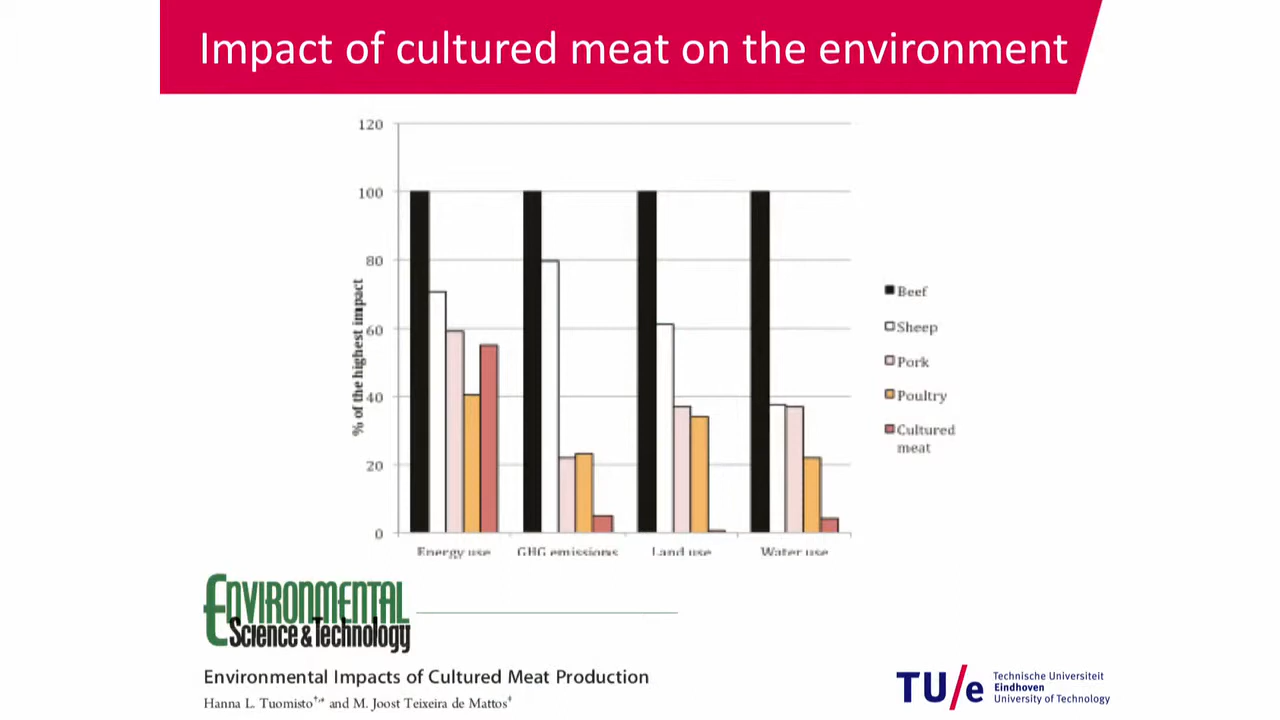 Impact of cultured meat on the environment
120
100
80
60
40
20
0
% of the highest impact
Energy use
GHG emissions
Land use
Water use
Beef
Sheep
Pork
Poultry
Cultured
meat
ENVIRONMENTAL
Science & Technology
Environmental Impacts of Cultured Meat Production
Hanna L. Tuomisto†,* and M. Joost Teixeira de Mattos‡
TU/e
Technische Universiteit
Eindhoven
University of Technology